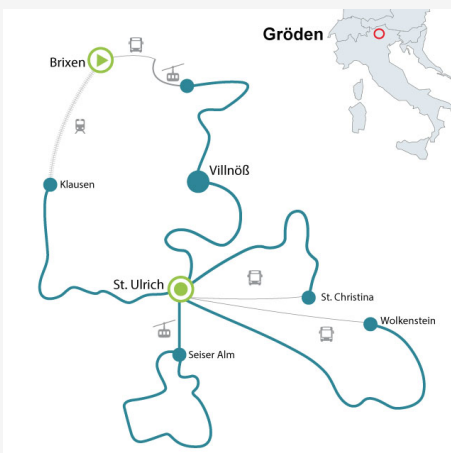 Gröden
Brixen
Villnöß
Klausen
St. Ulrich
St. Christina
Wolkenstein
Seiser Alm